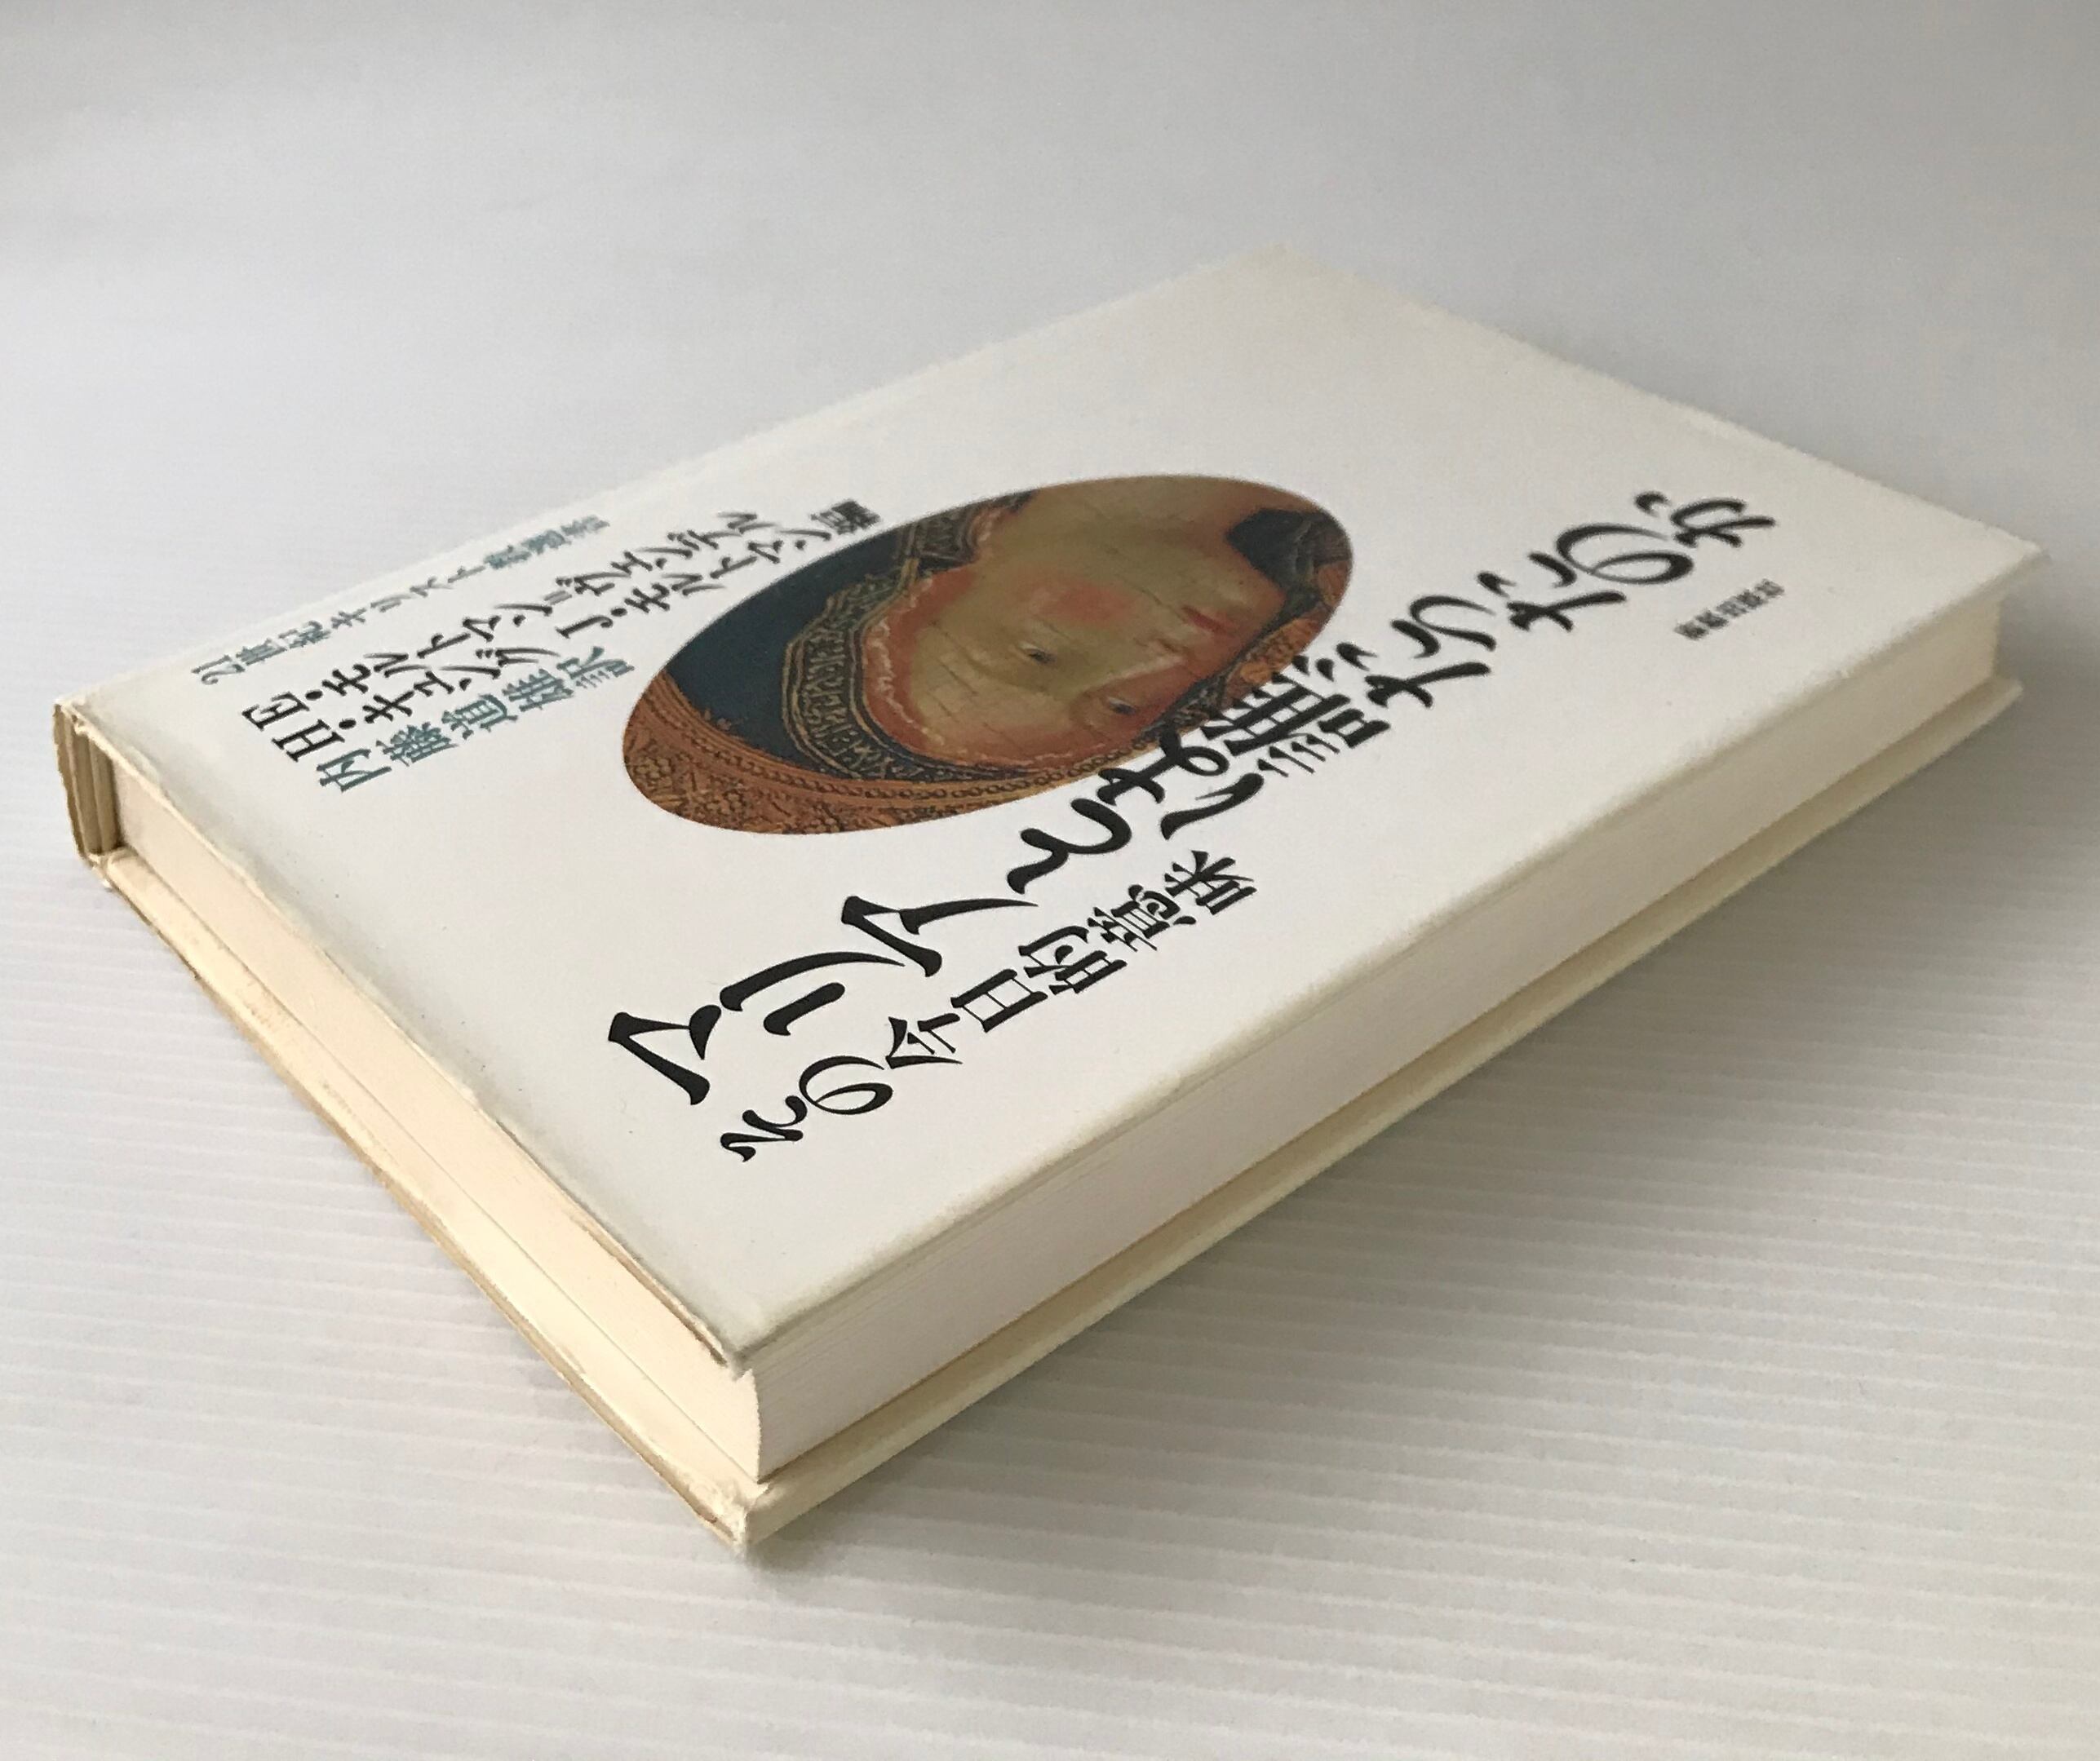 21世紀キリスト教選書
E・モルトマン=ヴェンデル
H・キュング J・モルトマン
編
内藤道雄訳
マリアとは誰だったのか
その今日的意味